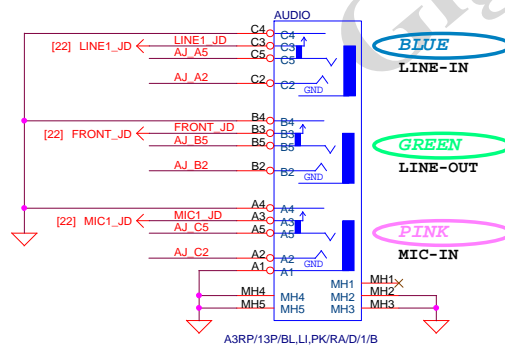 AUDIO
C4 C4
[22] LINE1_JD LINE1_JD C3 C3
AJ_A5 C5 C5
BLUE
LINE-IN
AJ_A2 C2 C2
GND
B4 B4
[22] FRONT_JD FRONT_JD B3 B3
AJ_B5 B5 B5
GREEN
LINE-OUT
AJ_B2 B2 B2
GND
A4 A4
[22] MIC1_JD MIC1_JD A3 A3
AJ_C5 A5 A5
PINK
MIC-IN
AJ_C2 A2 A2
GND
A1 A1
MH1 MH1
MH4 MH4 MH2 MH2
MH5 MH5 MH3 MH3
A3RP/13P/BL,LI,PK/RA/D/1/B